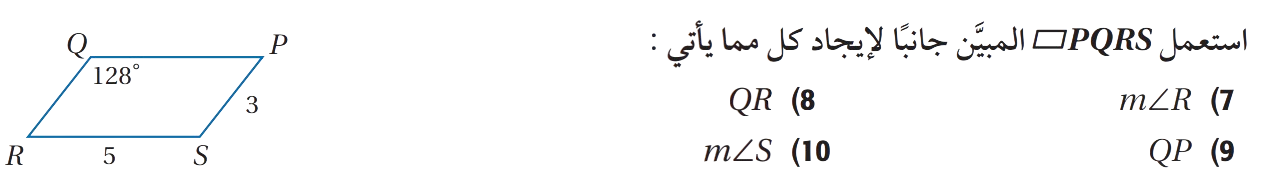 استعمل ▱PQRS المبيَّن جانبًا لإيجاد كل مما يأتي :
7) m∠R
8) QR
9) QP
10) m∠S
Q
P
128°
3
R
5
S